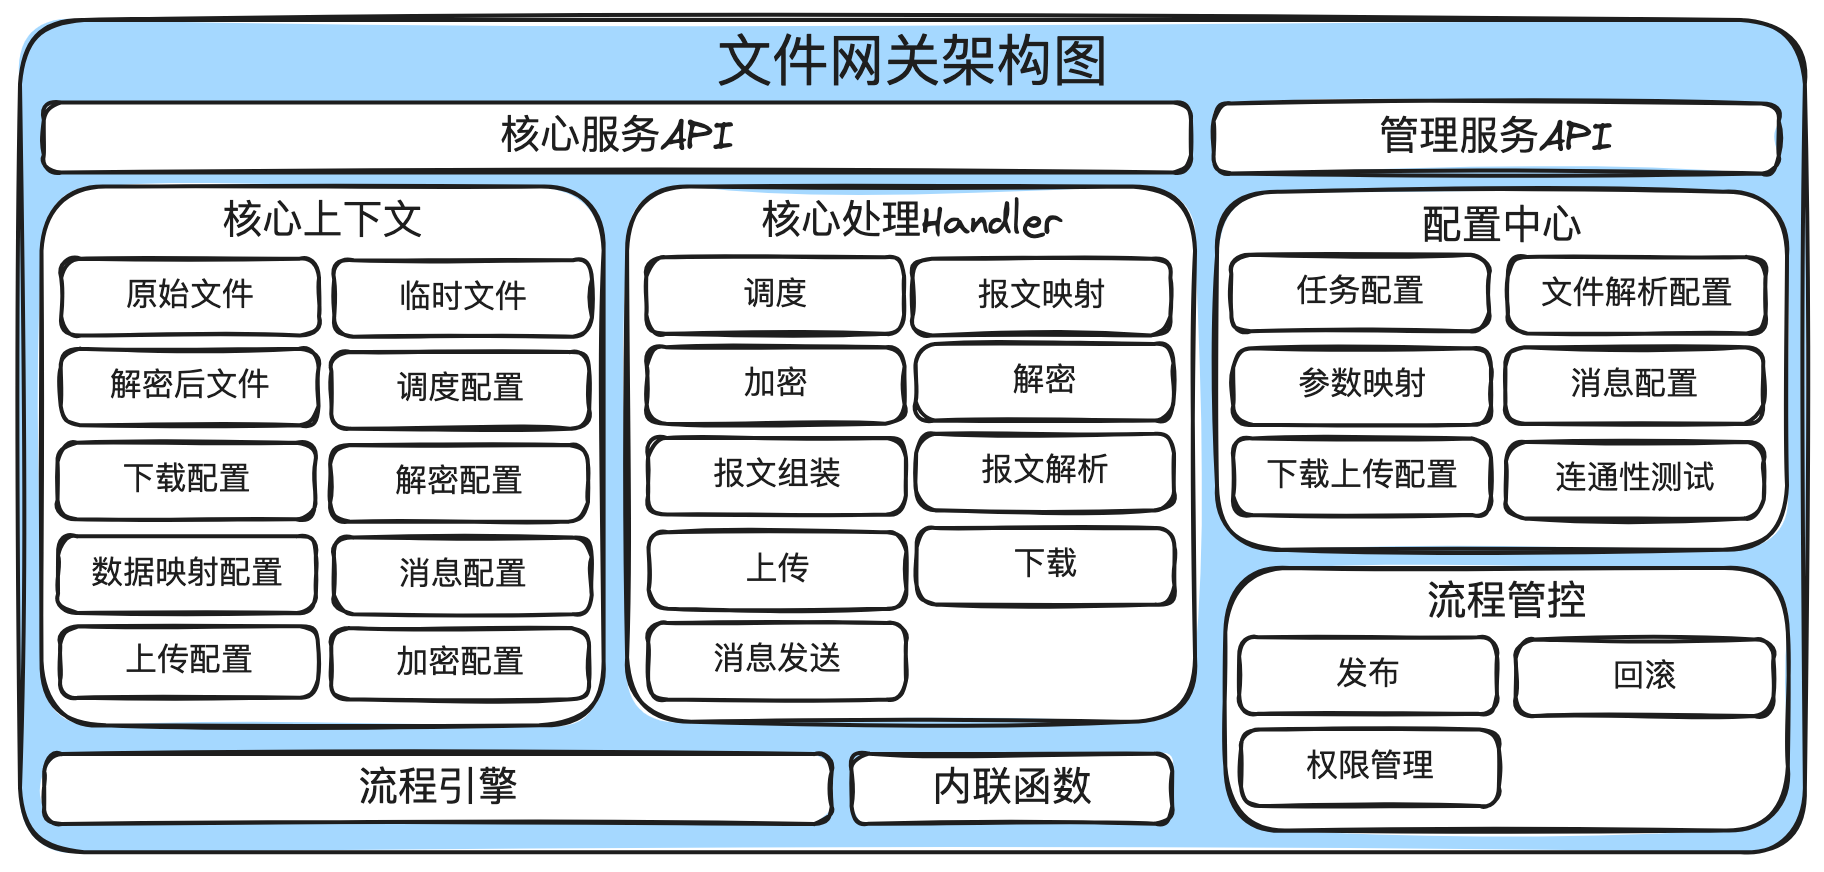 文件网关架构图
核心服务API
管理服务API
核心上下文
原始文件
临时文件
解密后文件
调度配置
下载配置
解密配置
数据映射配置
消息配置
上传配置
加密配置
核心处理Handler
调度
报文映射
加密
解密
报文组装
报文解析
上传
下载
消息发送
配置中心
任务配置
文件解析配置
参数映射
消息配置
下载上传配置
连通性测试
流程管控
发布
回滚
权限管理
流程引擎
内联函数